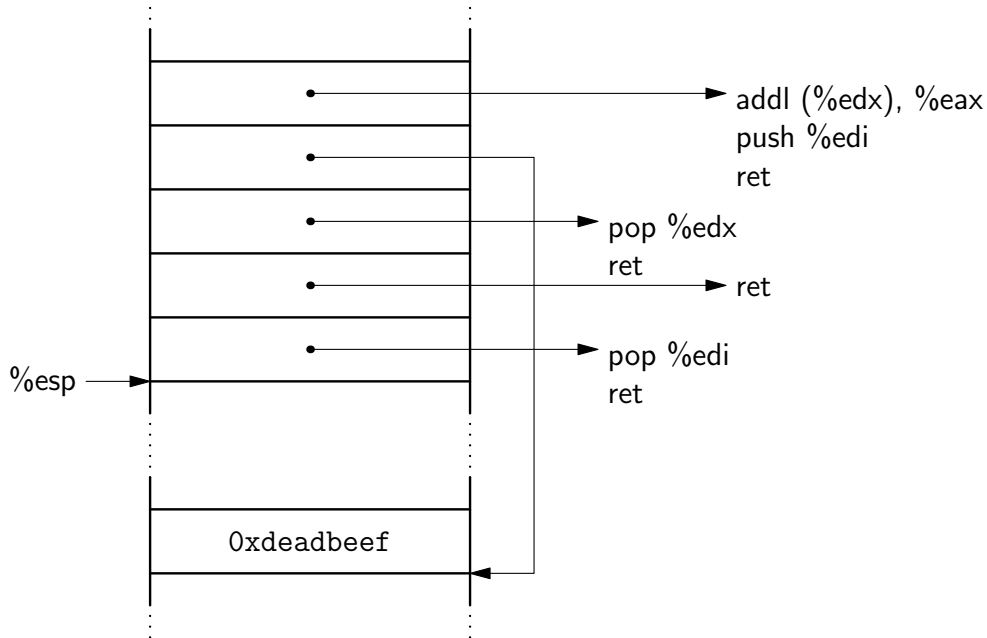 addl (%edx), %eax
push %edi
ret
pop %edx
ret
ret
pop %edi
ret
%esp
0xdeadbeef